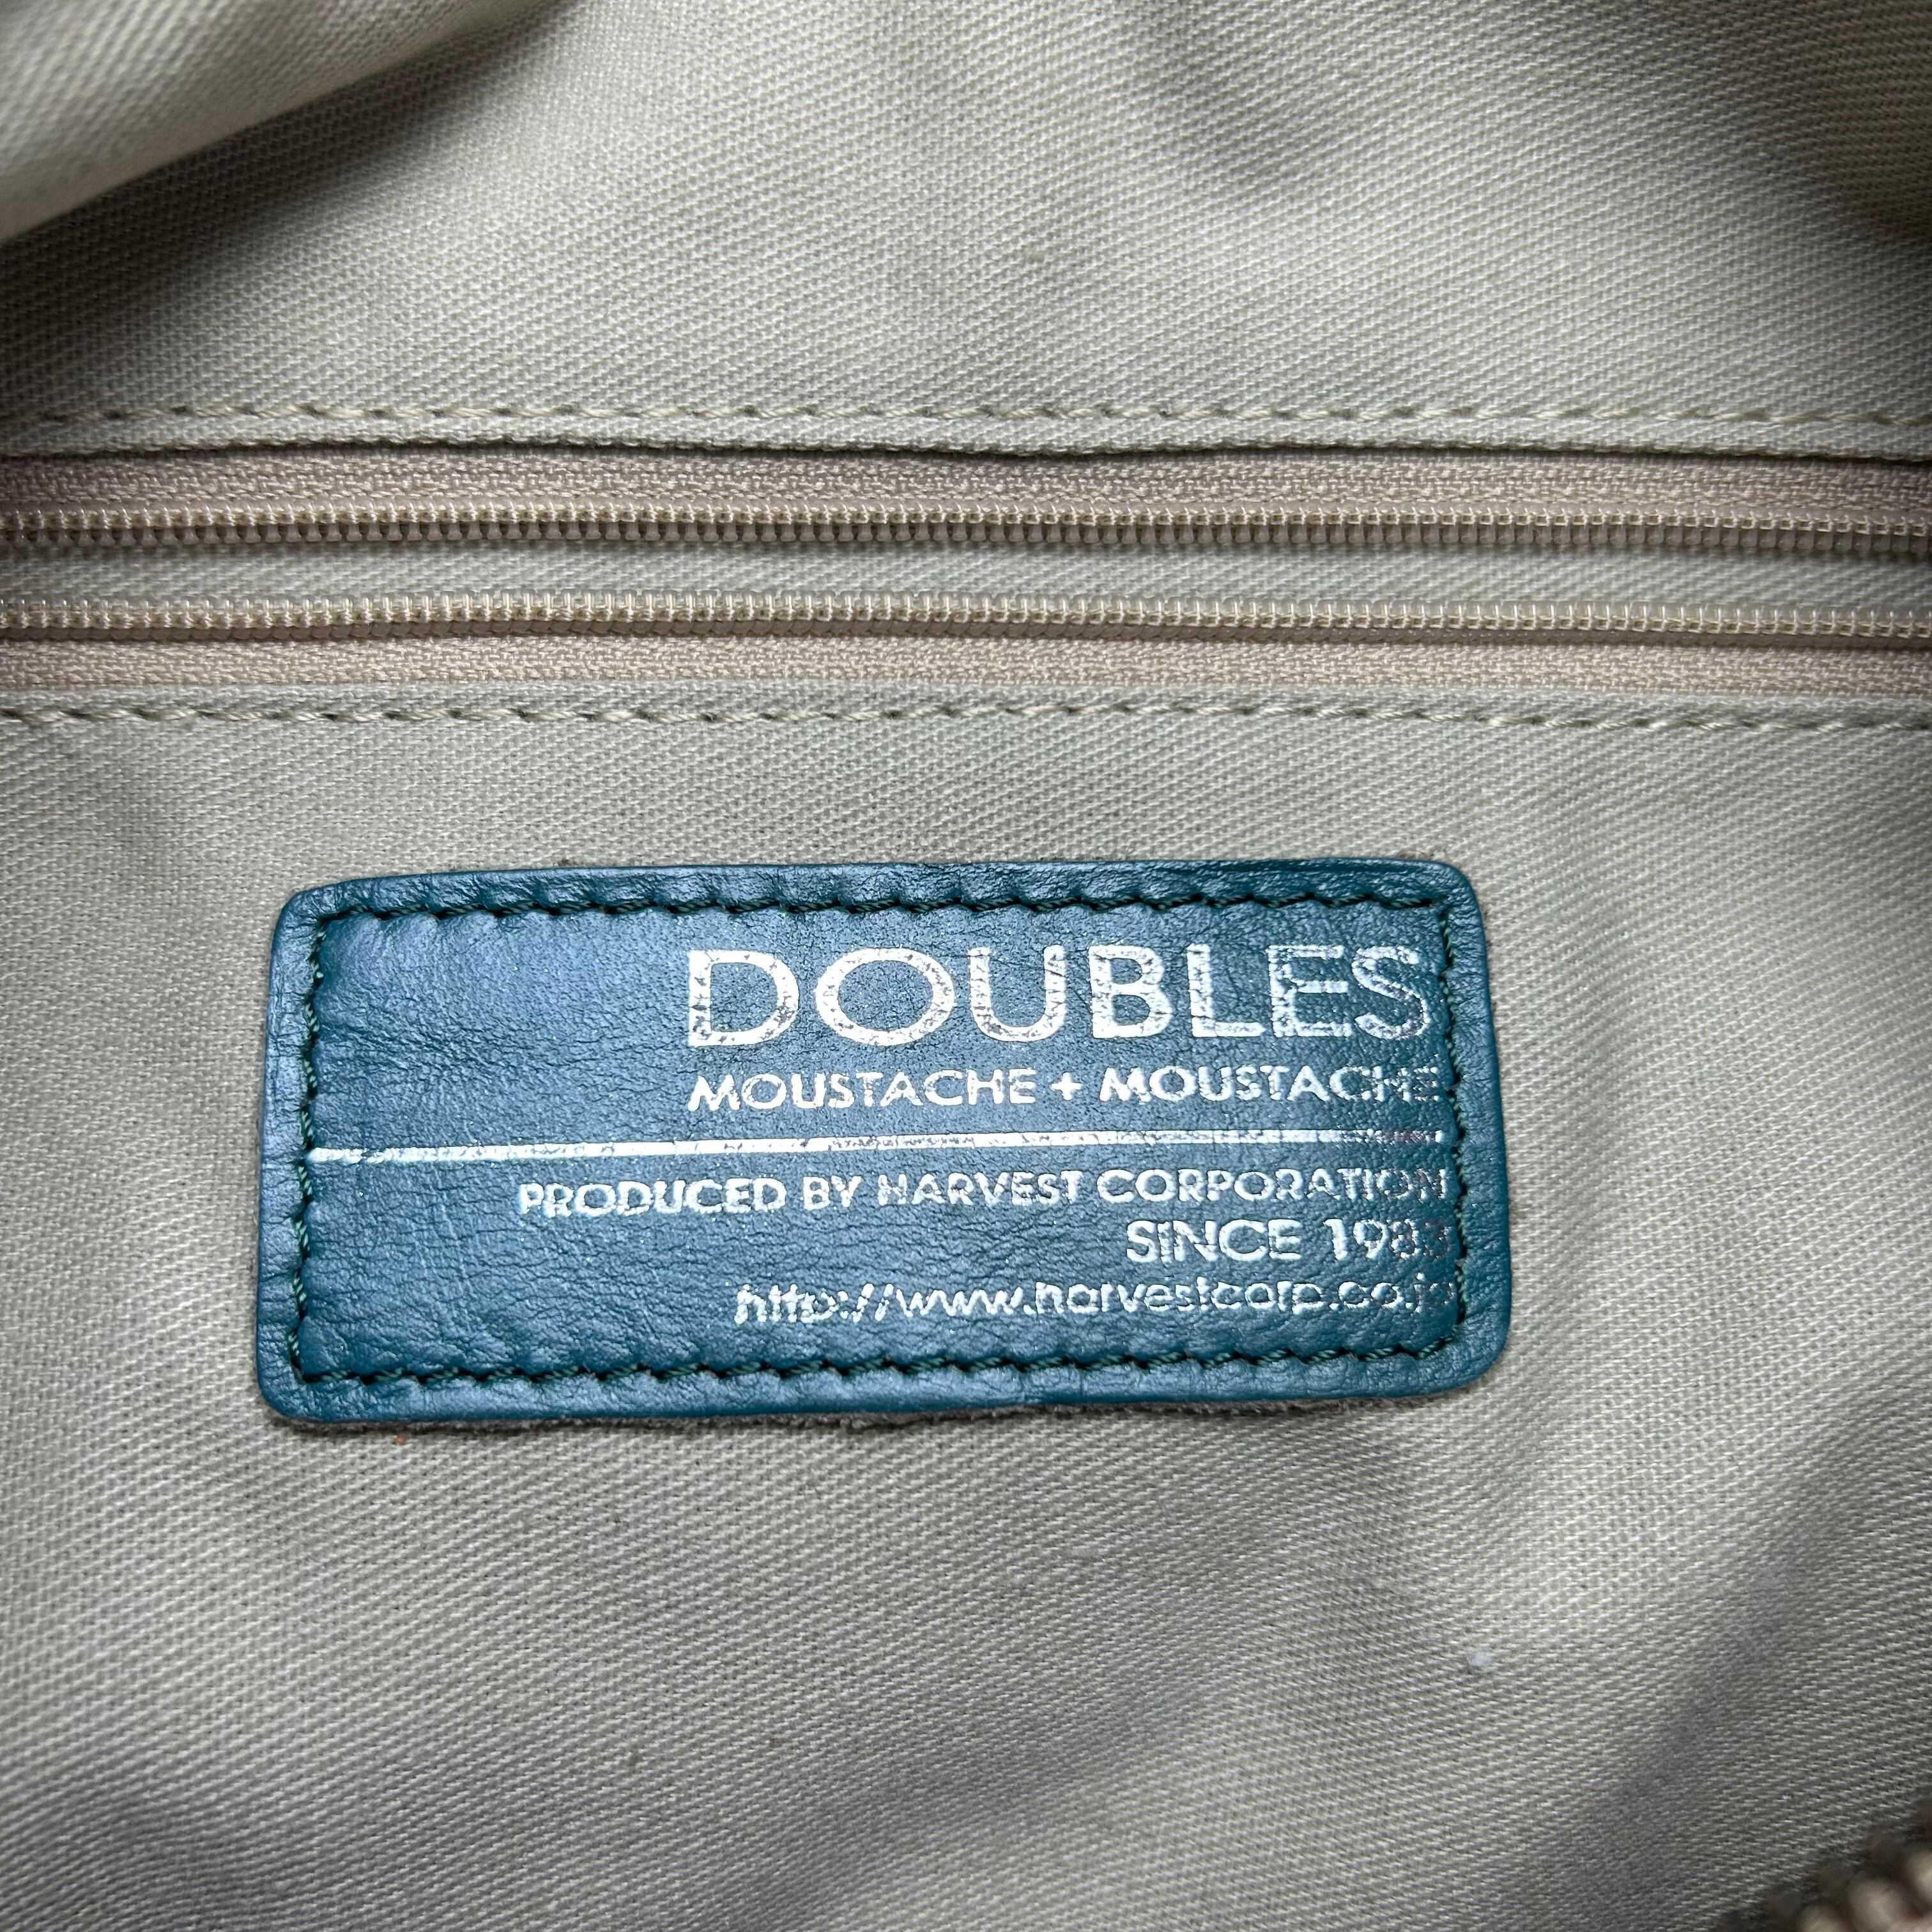 DOUBLES
MOUSTACHE + MOUSTACHE
PRODUCED BY HARVEST CORPORATION
SINCE 1983
http://www.harvestcorp.co.jp